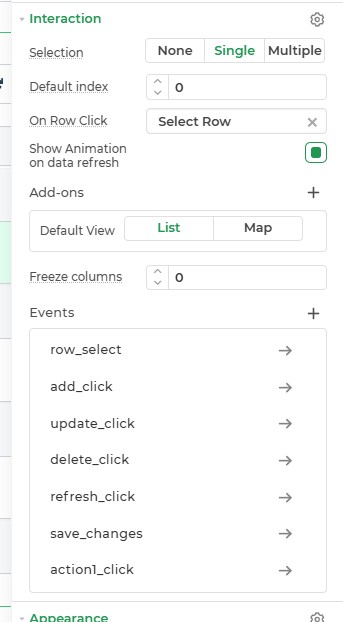 Interaction
Selection None Single Multiple
Default index 0
On Row Click Select Row
Show Animation
on data refresh
Add-ons
Default View List Map
Freeze columns 0
Events
row_select
add_click
update_click
delete_click
refresh_click
save_changes
action1_click
Appearance